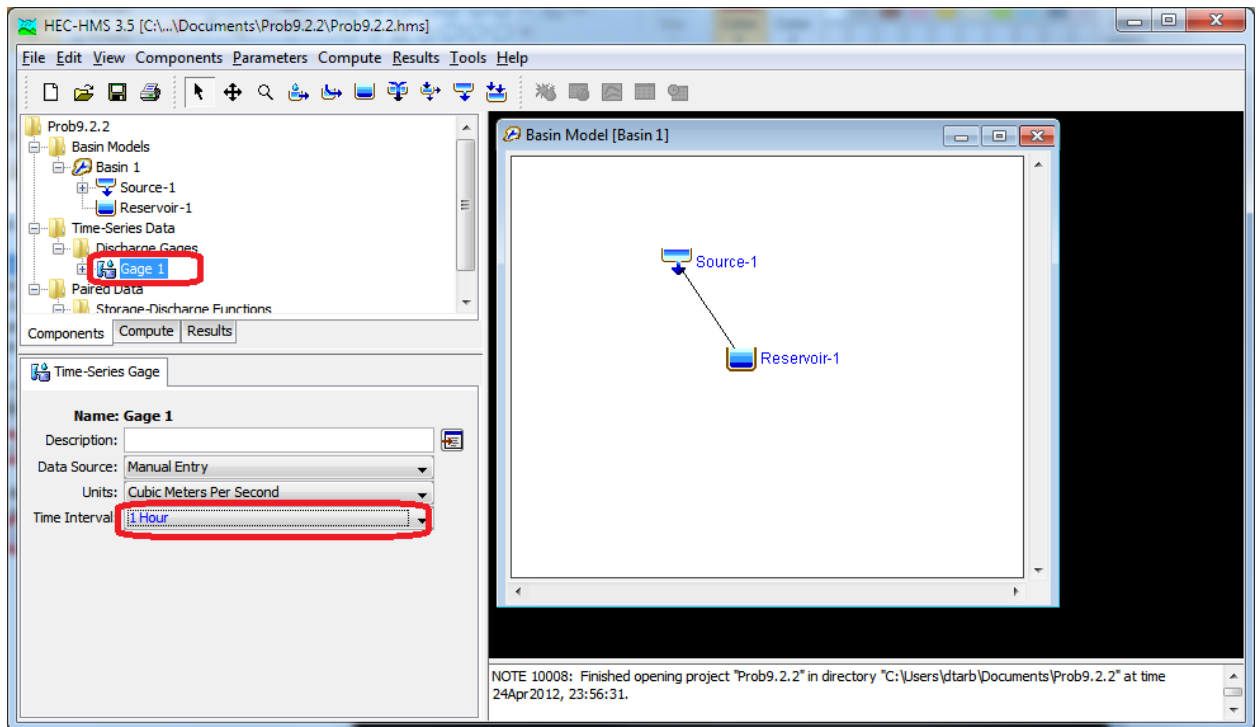 HEC-HMS 3.5 [C:\...\Documents\Prob9.2.2\Prob9.2.2.hms]
File Edit View Components Parameters Compute Results Tools Help
Prob9.2.2
Basin Models
Basin 1
Source-1
Reservoir-1
Time-Series Data
Discharge Gages
Gage 1
Paired Data
Storage-Discharge Functions
Components Compute Results
Time-Series Gage
Name: Gage 1
Description:
Data Source: Manual Entry
Units: Cubic Meters Per Second
Time Interval 1 Hour
Basin Model [Basin 1]
Source-1
Reservoir-1
NOTE 10008: Finished opening project "Prob9.2.2" in directory "C:\Users\dtarb\Documents\Prob9.2.2" at time
24Apr2012, 23:56:31.